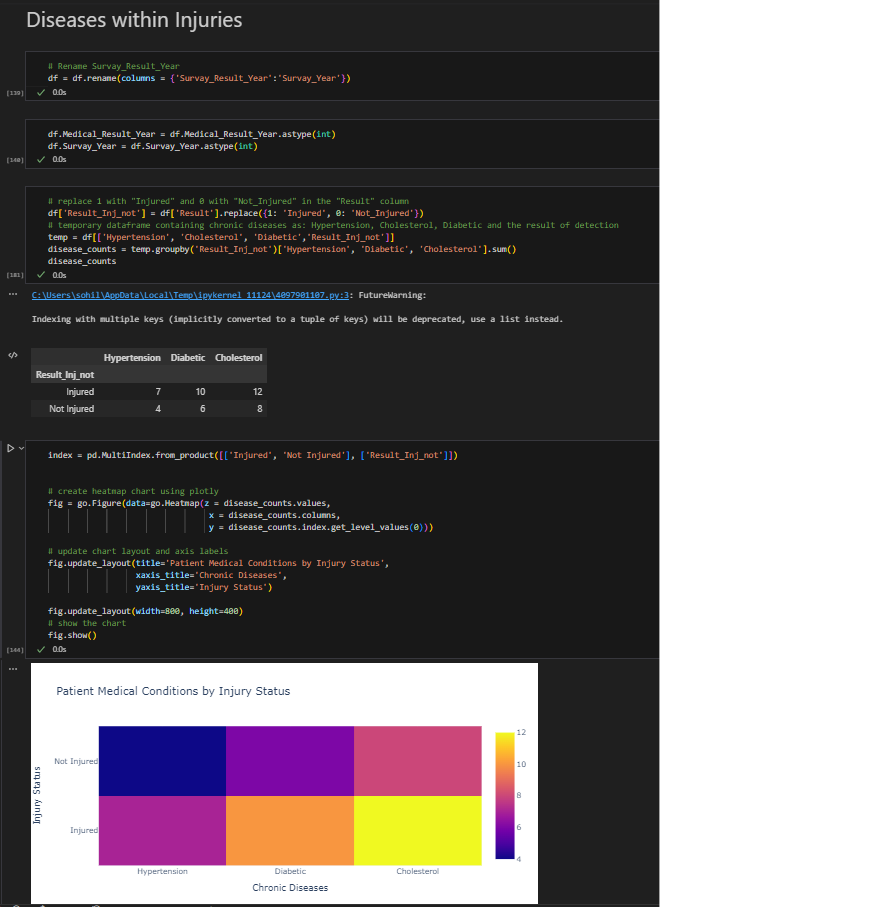 Diseases within Injuries
# Rename Survay_Result_Year
df = df.rename(columns = {'Survay_Result_Year':'Survay_Year'})
[139]
0.0s
df.Medical_Result_Year = df.Medical_Result_Year.astype(int)
df.Survay_Year = df.Survay_Year.astype(int)
[140]
0.0s
# replace 1 with "Injured" and 0 with "Not_Injured" in the "Result" column
df['Result_Inj_not'] = df['Result'].replace({1: 'Injured', 0: 'Not_Injured'})
# temporary dataframe containing chronic diseases as: Hypertension, Cholesterol, Diabetic and the result of detection
temp = df[['Hypertension', 'Cholesterol', 'Diabetic','Result_Inj_not']]
disease_counts = temp.groupby('Result_Inj_not')['Hypertension', 'Diabetic', 'Cholesterol'].sum()
disease_counts
[181]
0.0s
... C:\Users\sohil\AppData\Local\Temp\ipykernel_11124\4097901107.py:3: FutureWarning:
Indexing with multiple keys (implicitly converted to a tuple of keys) will be deprecated, use a list instead.
</> Hypertension Diabetic Cholesterol
Result_Inj_not
Injured 7 10 12
Not Injured 4 6 8
index = pd.MultiIndex.from_product([['Injured', 'Not Injured'], ['Result_Inj_not']])
# create heatmap chart using plotly
fig = go.Figure(data=go.Heatmap(z = disease_counts.values,
x = disease_counts.columns,
y = disease_counts.index.get_level_values(0)))
# update chart layout and axis labels
fig.update_layout(title='Patient Medical Conditions by Injury Status',
xaxis_title='Chronic Diseases',
yaxis_title='Injury Status')
fig.update_layout(width=800, height=400)
# show the chart
fig.show()
[144]
0.0s
...
Patient Medical Conditions by Injury Status
Injury Status
Not Injured
Injured
Hypertension Diabetic Cholesterol
Chronic Diseases
12
10
8
6
4